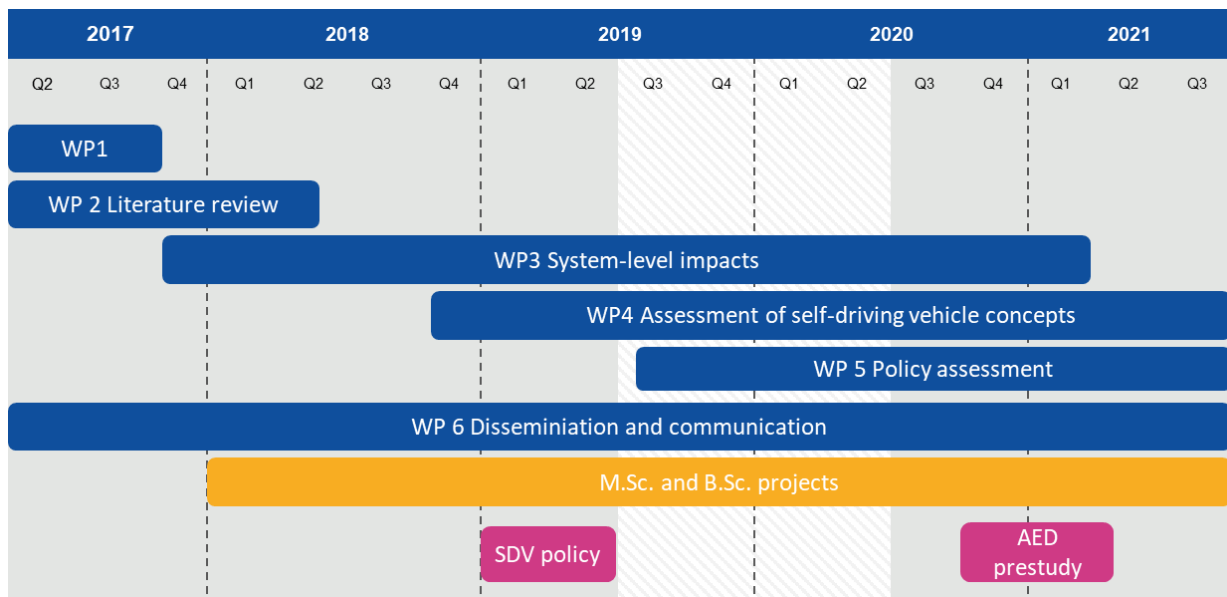 2017 2018 2019 2020 2021
Q2 Q3 Q4 Q1 Q2 Q3 Q4 Q1 Q2 Q3 Q4 Q1 Q2 Q3 Q4 Q1 Q2 Q3
WP1
WP 2 Literature review
WP3 System-level impacts
WP4 Assessment of self-driving vehicle concepts
WP 5 Policy assessment
WP 6 Disseminiation and communication
M.Sc. and B.Sc. projects
SDV policy
AED
prestudy